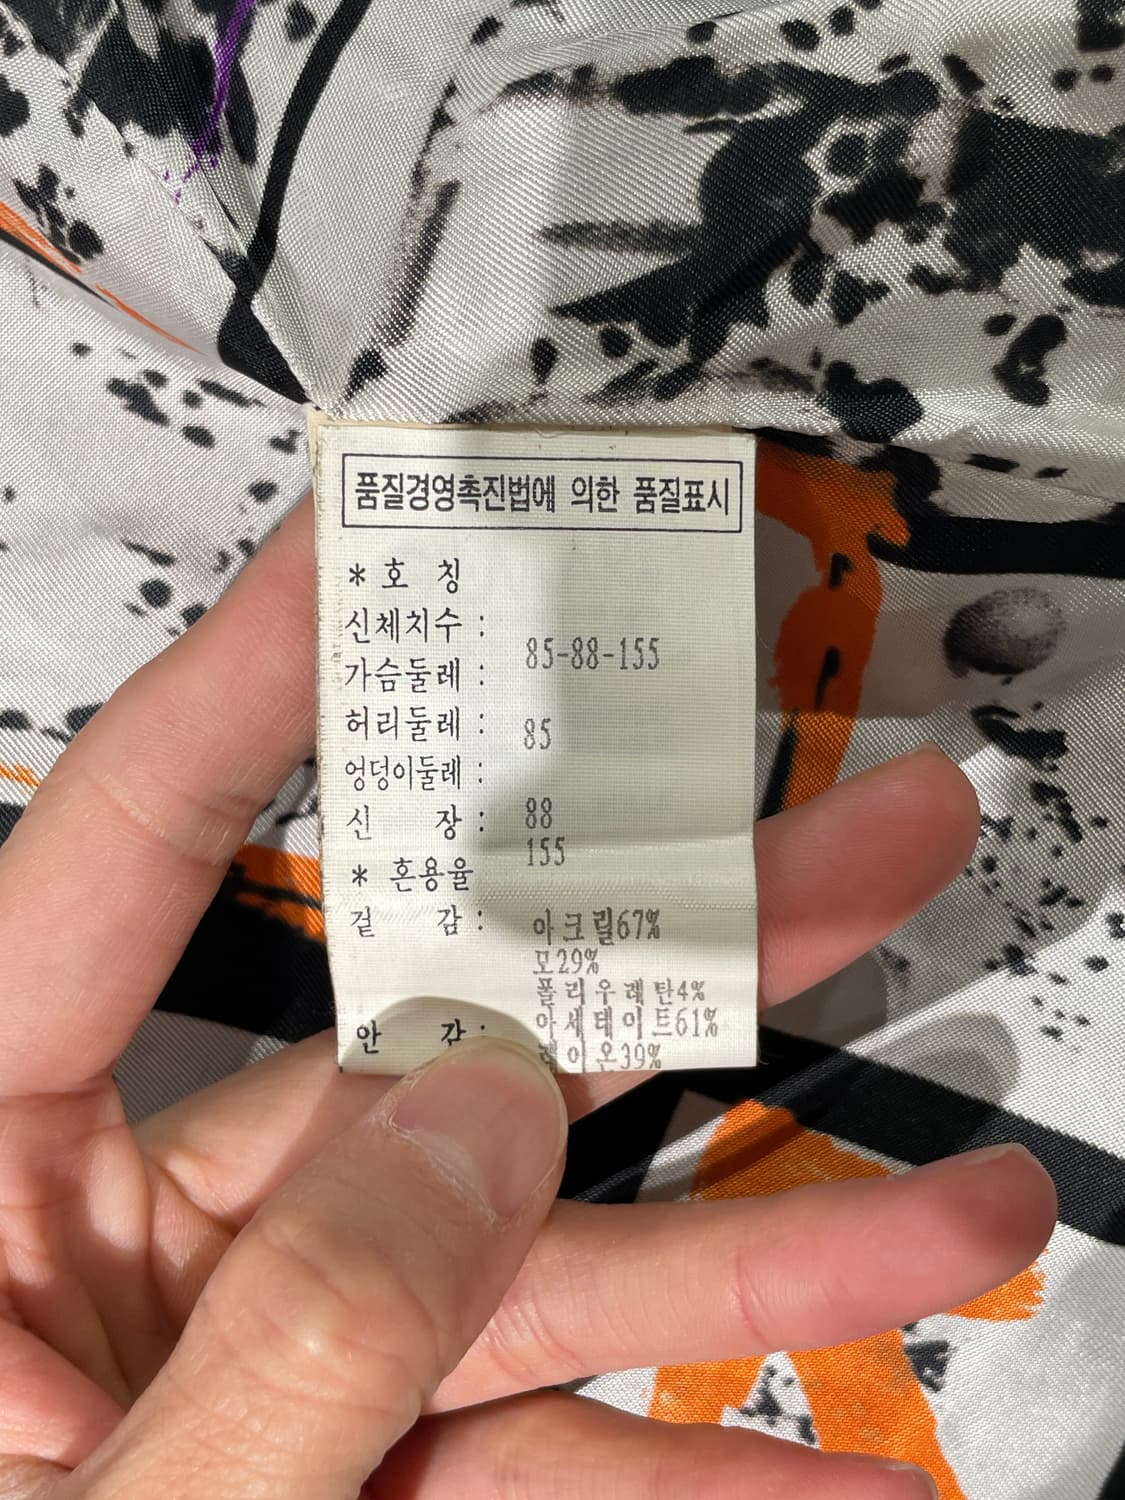 품질경영촉진법에 의한 품질표시
* 호 칭
신체치수 :
85-88-155
가슴둘레 :
허리둘레 : 85
엉덩이둘레 :
신 장 : 88
155
* 혼용율
겉 감 : 아크릴67%
모29%
폴리우레탄4%
안 감 : 아세테이트61%
레이온39%